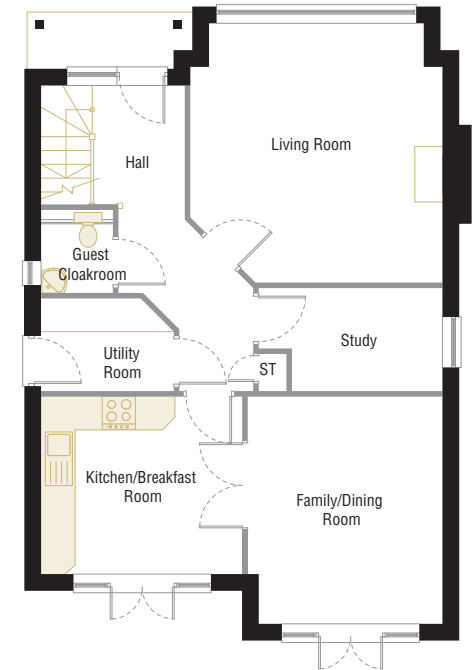 Living Room
Hall
Guest
Cloakroom
Study
Utility
Room
ST
Kitchen/Breakfast
Room
Family/Dining
Room